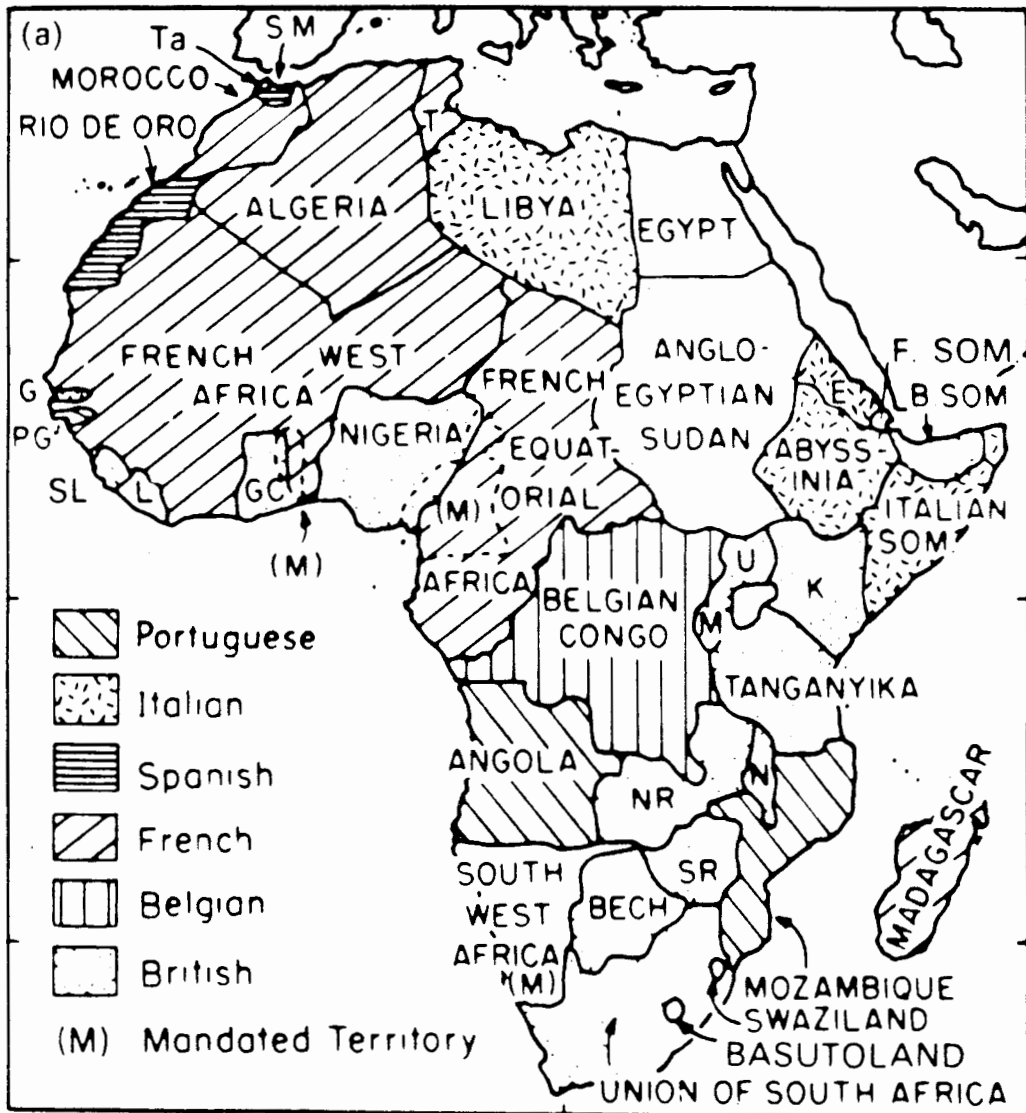 (a)
Ta
SM
MOROCCO
RIO DE ORO
T
ALGERIA
LIBYA
EGYPT
FRENCH WEST
AFRICA
G
PG
SL
L
GC
(M)
NIGERIA
FRENCH
EQUAT-
ORIAL
(M)
AFRICA
ANGLO-
EGYPTIAN
SUDAN
F. SOM.
B SOM
E
ABYSS
INIA
ITALIAN
SOM
U
K
BELGIAN
CONGO
M
TANGANYIKA
ANGOLA
NR
N
SR
SOUTH
WEST
AFRICA
(M)
BECH
MADAGASCAR
MOZAMBIQUE
SWAZILAND
BASUTOLAND
UNION OF SOUTH AFRICA
Portuguese
Italian
Spanish
French
Belgian
British
(M) Mandated Territory